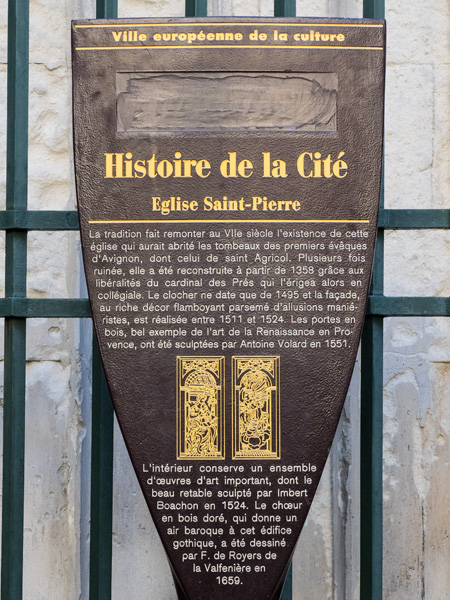 Ville européenne de la culture
Histoire de la Cité
Eglise Saint-Pierre
La tradition fait remonter au VIIe siècle l'existence de cette
église qui aurait abrité les tombeaux des premiers évêques
d'Avignon, dont celui de saint Agricol. Plusieurs fois
ruinée, elle a été reconstruite à partir de 1358 grâce aux
libéralités du cardinal des Prés qui l'érigea alors en
collégiale. Le clocher ne date que de 1495 et la façade,
au riche décor flamboyant parsemé d'allusions manié-
ristes, est réalisée entre 1511 et 1524. Les portes en
bois, bel exemple de l'art de la Renaissance en Pro-
vence, ont été sculptées par Antoine Volard en 1551.
L'intérieur conserve un ensemble
d'œuvres d'art important, dont le
beau retable sculpté par Imbert
Boachon en 1524. Le chœur
en bois doré, qui donne un
air baroque à cet édifice
gothique, a été dessiné
par F. de Royers de
la Valfenière en
1659.